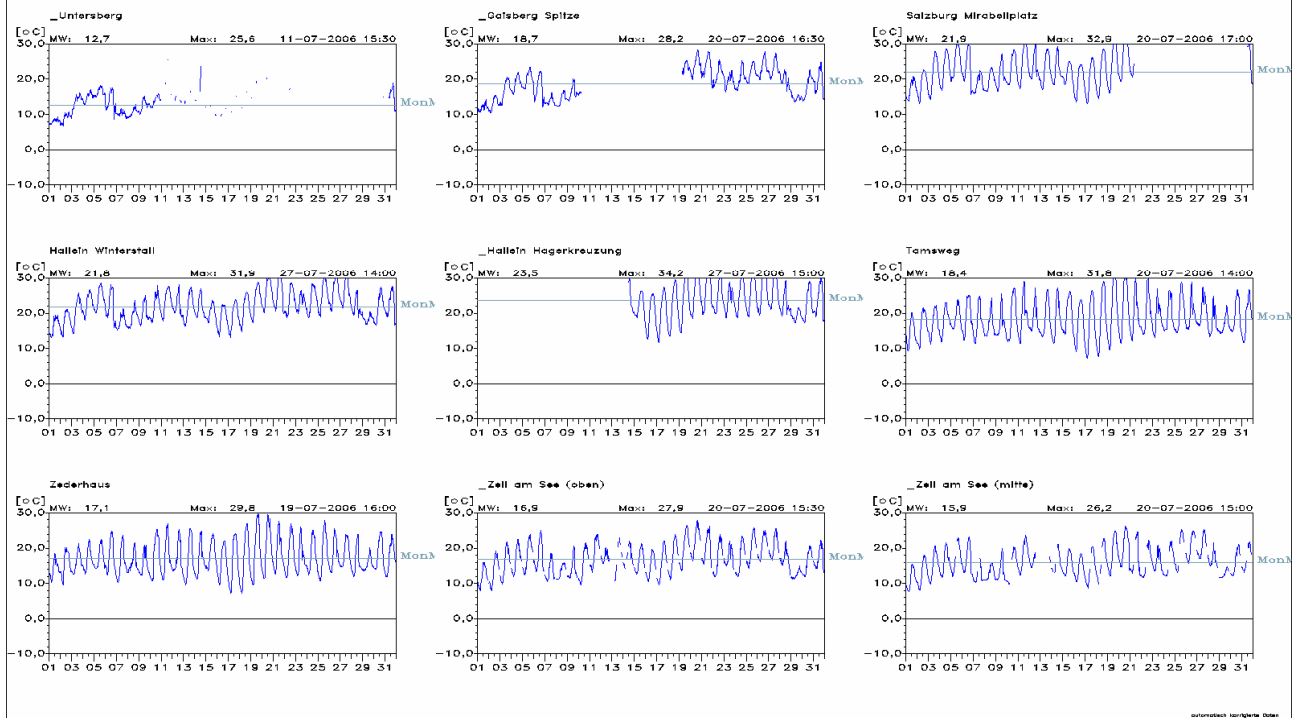 _Untersberg
[oC] MW: 12,7 Max: 25,6 11-07-2006 15:30
30,0
20,0
MonM
10,0
0,0
-10,0
01 03 05 07 09 11 13 15 17 19 21 23 25 27 29 31
_Gaisberg Spitze
[oC] MW: 18,7 Max: 28,2 20-07-2006 16:30
30,0
20,0
MonM
10,0
0,0
-10,0
01 03 05 07 09 11 13 15 17 19 21 23 25 27 29 31
Salzburg Mirabellplatz
[oC] MW: 21,9 Max: 32,9 20-07-2006 17:00
30,0
MonM
20,0
10,0
0,0
-10,0
01 03 05 07 09 11 13 15 17 19 21 23 25 27 29 31
Hallein Winterstall
[oC] MW: 21,8 Max: 31,9 27-07-2006 14:00
30,0
MonM
20,0
10,0
0,0
-10,0
01 03 05 07 09 11 13 15 17 19 21 23 25 27 29 31
_Hallein Hagerkreuzung
[oC] MW: 23,5 Max: 34,2 27-07-2006 15:00
30,0
MonM
20,0
10,0
0,0
-10,0
01 03 05 07 09 11 13 15 17 19 21 23 25 27 29 31
Tamsweg
[oC] MW: 18,4 Max: 31,8 20-07-2006 14:00
30,0
20,0
MonM
10,0
0,0
-10,0
01 03 05 07 09 11 13 15 17 19 21 23 25 27 29 31
Zederhaus
[oC] MW: 17,1 Max: 29,8 19-07-2006 16:00
30,0
20,0
MonM
10,0
0,0
-10,0
01 03 05 07 09 11 13 15 17 19 21 23 25 27 29 31
_Zell am See (oben)
[oC] MW: 16,9 Max: 27,9 20-07-2006 15:30
30,0
20,0
MonM
10,0
0,0
-10,0
01 03 05 07 09 11 13 15 17 19 21 23 25 27 29 31
_Zell am See (mitte)
[oC] MW: 15,9 Max: 26,2 20-07-2006 15:00
30,0
20,0
MonM
10,0
0,0
-10,0
01 03 05 07 09 11 13 15 17 19 21 23 25 27 29 31
automatisch korrigierte Daten